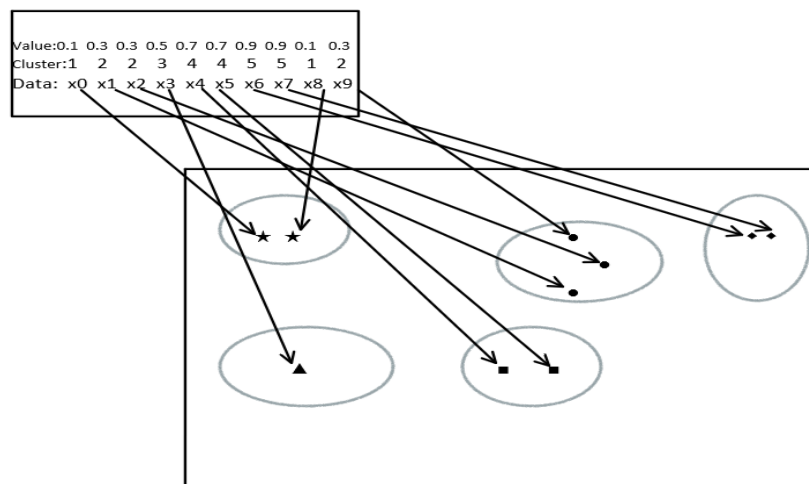 Value:0.1 0.3 0.3 0.5 0.7 0.7 0.9 0.9 0.1 0.3
Cluster:1 2 2 3 4 4 5 5 1 2
Data: x0 x1 x2 x3 x4 x5 x6 x7 x8 x9